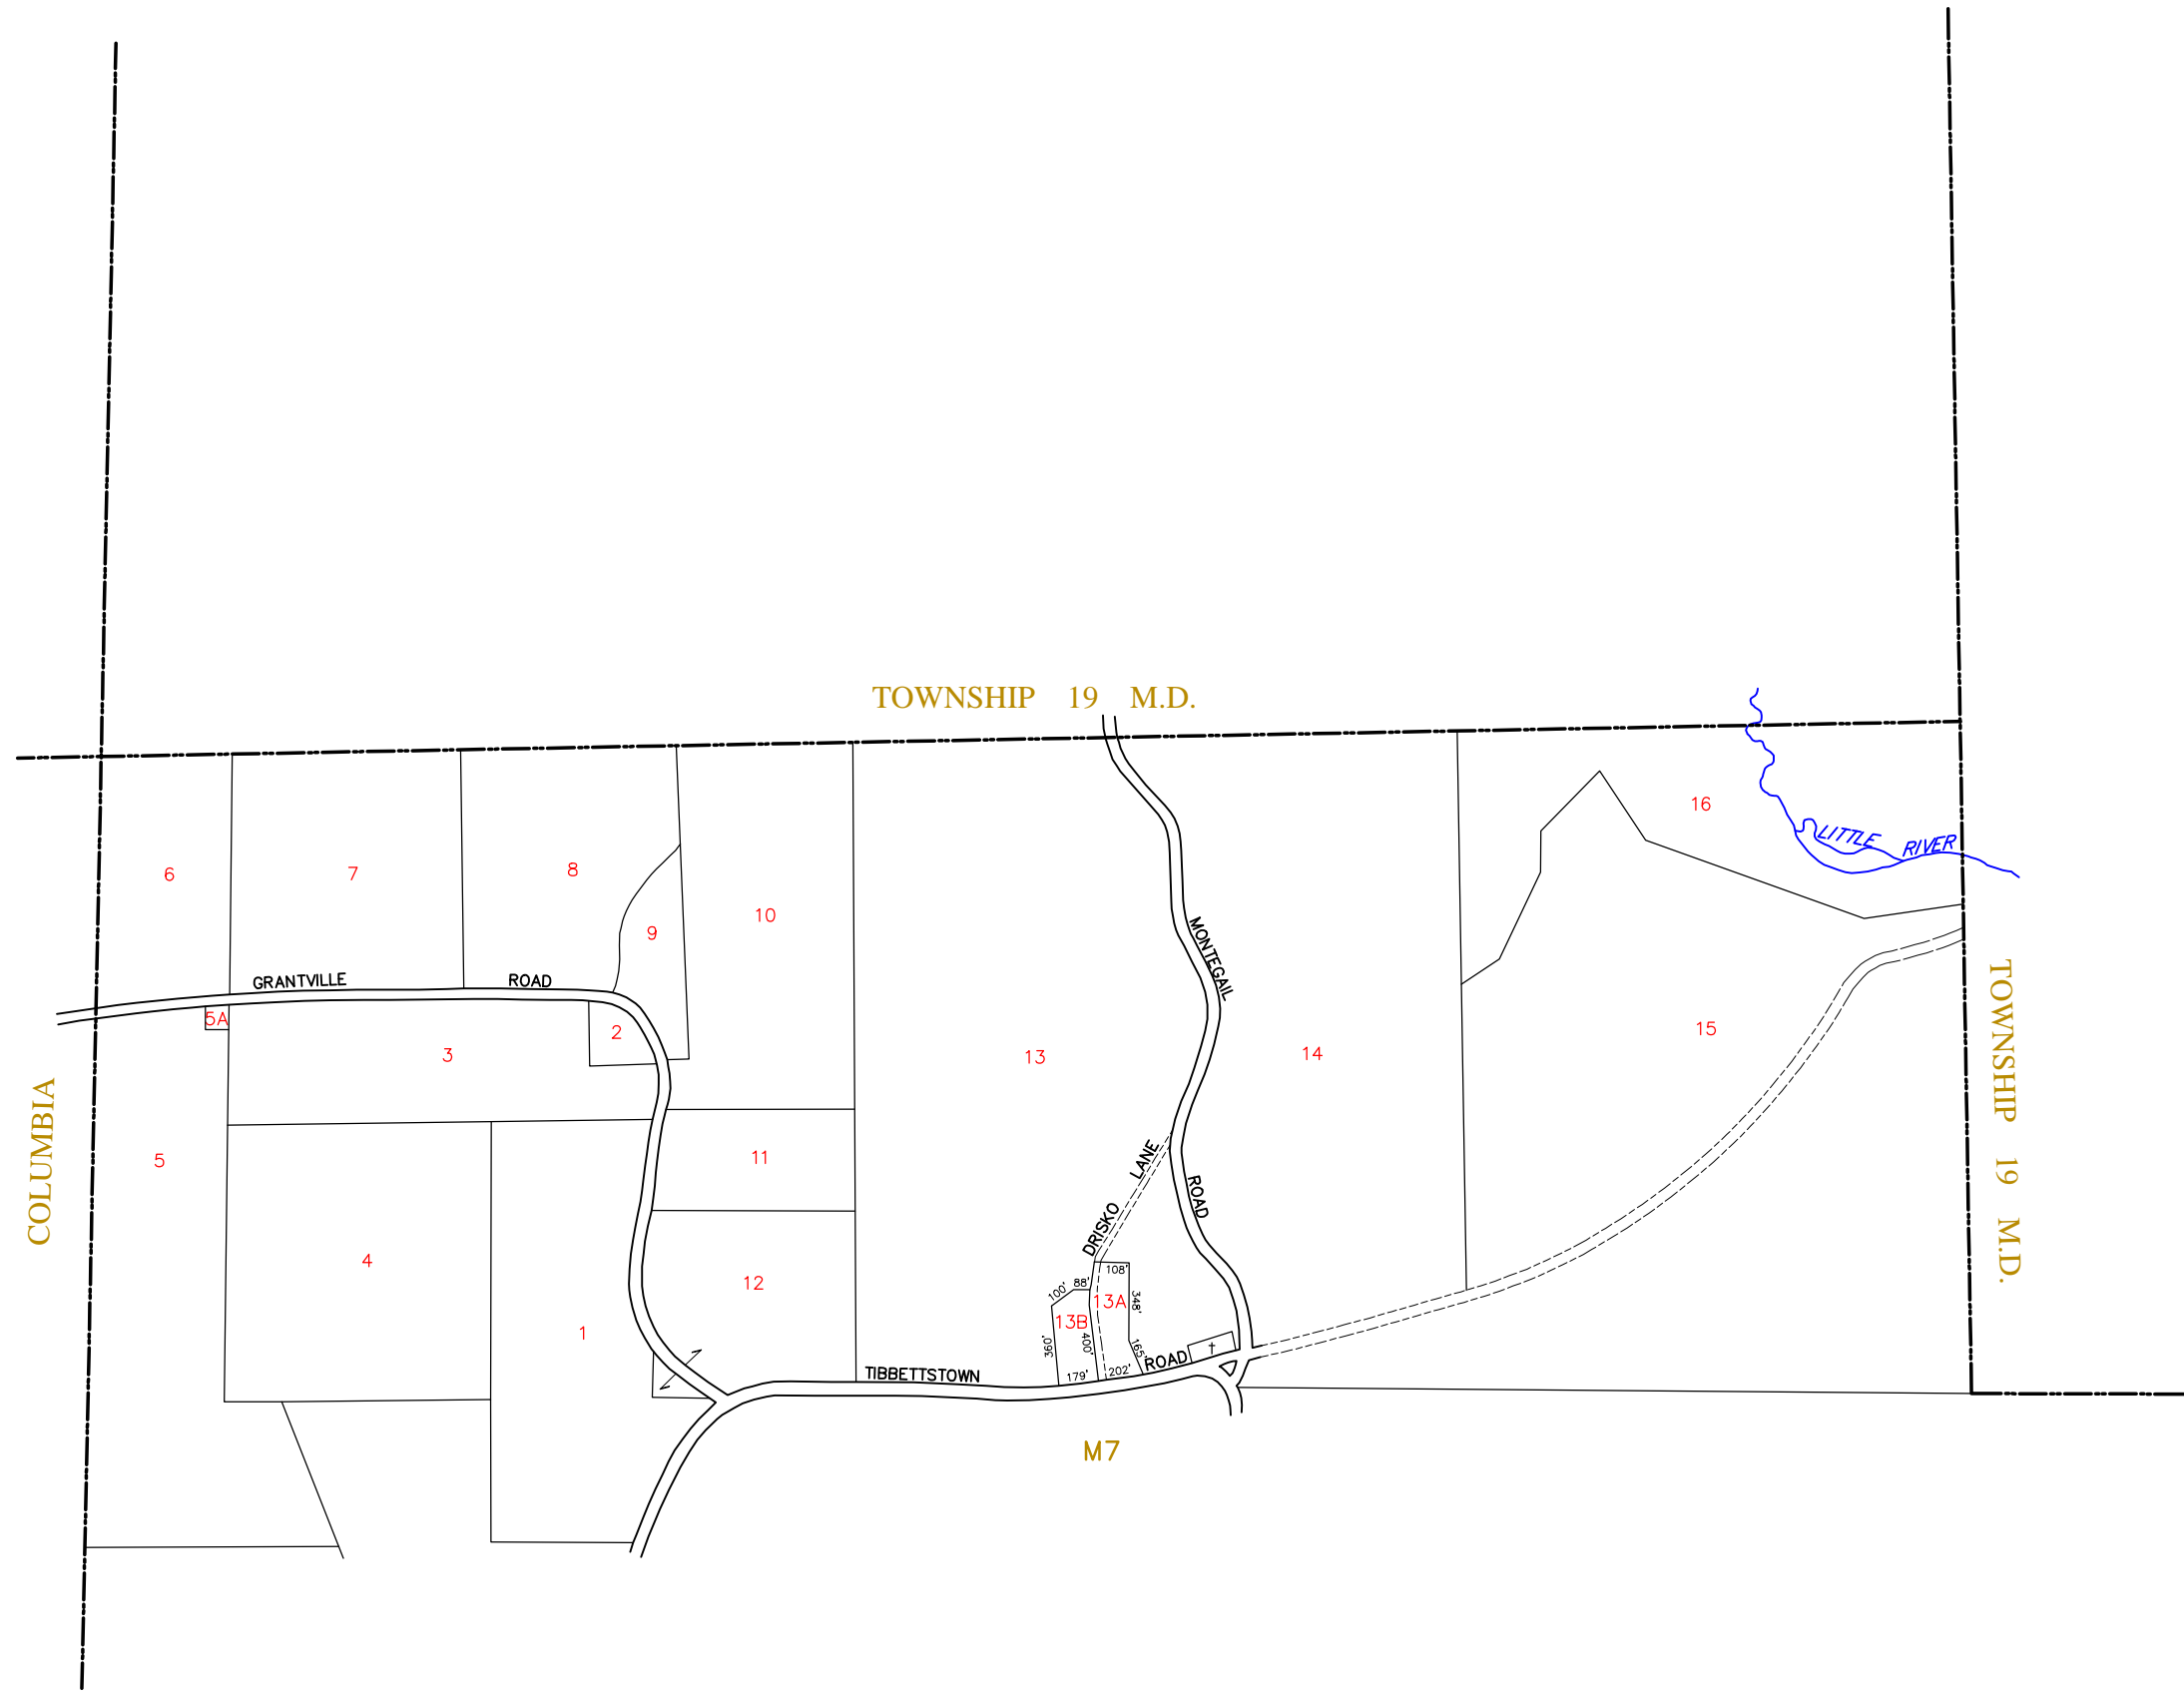 TOWNSHIP 19 M.D.
16
LITTLE RIVER
6
7
8
10
9
MONTEGAIL ROAD
GRANTVILLE ROAD
5A
2
3
13
14
15
TOWNSHIP 19 M.D.
COLUMBIA
5
11
DRISKO LANE
4
12
108'
88'
100'
13A
348'
13B
1
360'
400'
165'
†
ROAD
179'
202'
TIBBETTSTOWN
Z
M7